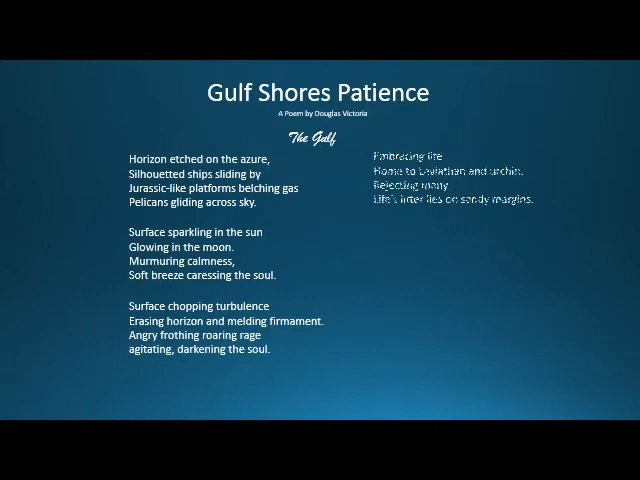 Gulf Shores Patience
A Poem by Douglas Victoria
The Gulf
Horizon etched on the azure,
Silhouetted ships sliding by
Jurassic-like platforms belching gas
Pelicans gliding across sky.
Surface sparkling in the sun
Glowing in the moon.
Murmuring calmness,
Soft breeze caressing the soul.
Surface chopping turbulence
Erasing horizon and melding firmament.
Angry frothing roaring rage
agitating, darkening the soul.
Embracing life
Home to Leviathan and urchin.
Rejecting many
Life's litter lies on sandy margins.